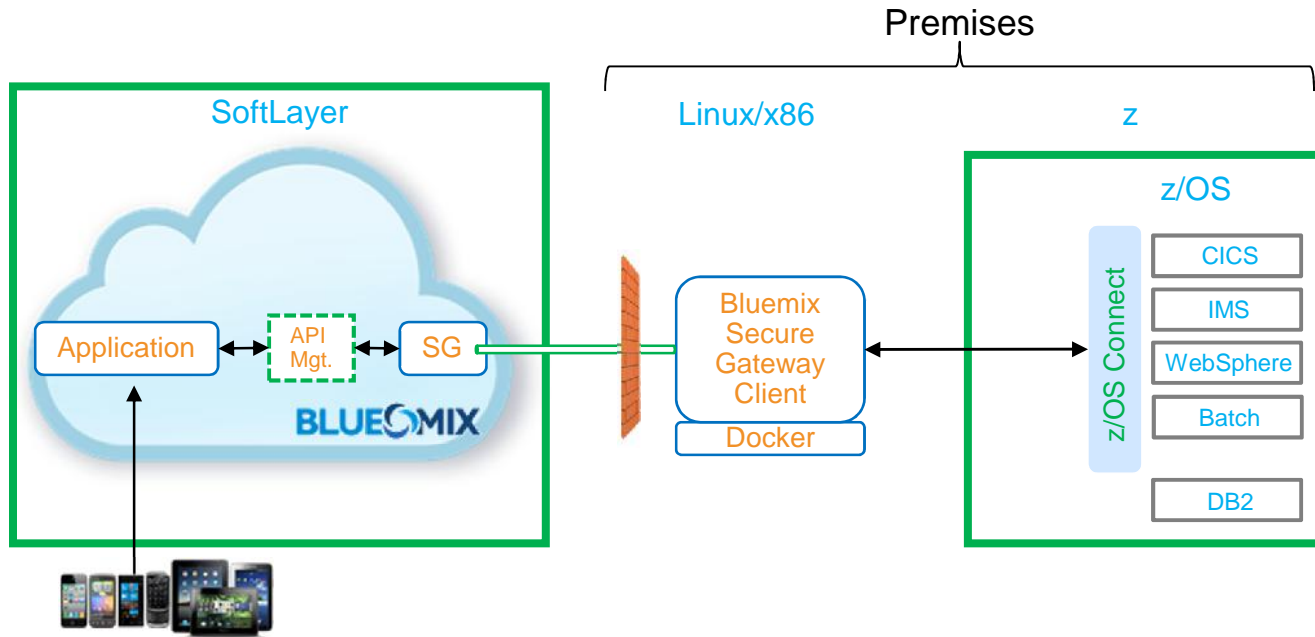 Premises
SoftLayer
Linux/x86
z
z/OS
Application
API
Mgt.
SG
BLUEMIX
Bluemix
Secure
Gateway
Client
Docker
z/OS Connect
CICS
IMS
WebSphere
Batch
DB2